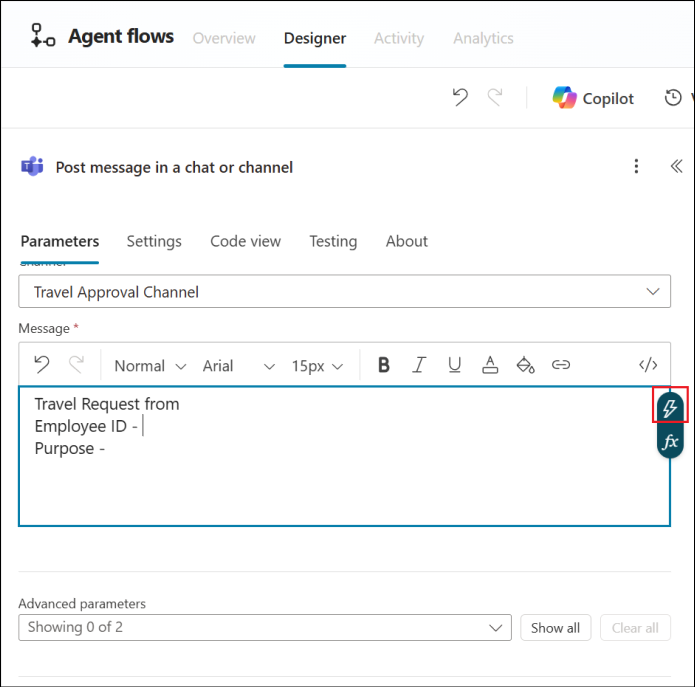 Agent flows Overview Designer Activity Analytics
Copilot
Post message in a chat or channel
Parameters Settings Code view Testing About
Channel
Travel Approval Channel
Message *
Normal Arial 15px B I U A </>
Travel Request from
Employee ID -
Purpose -
fx
Advanced parameters
Showing 0 of 2 Show all Clear all